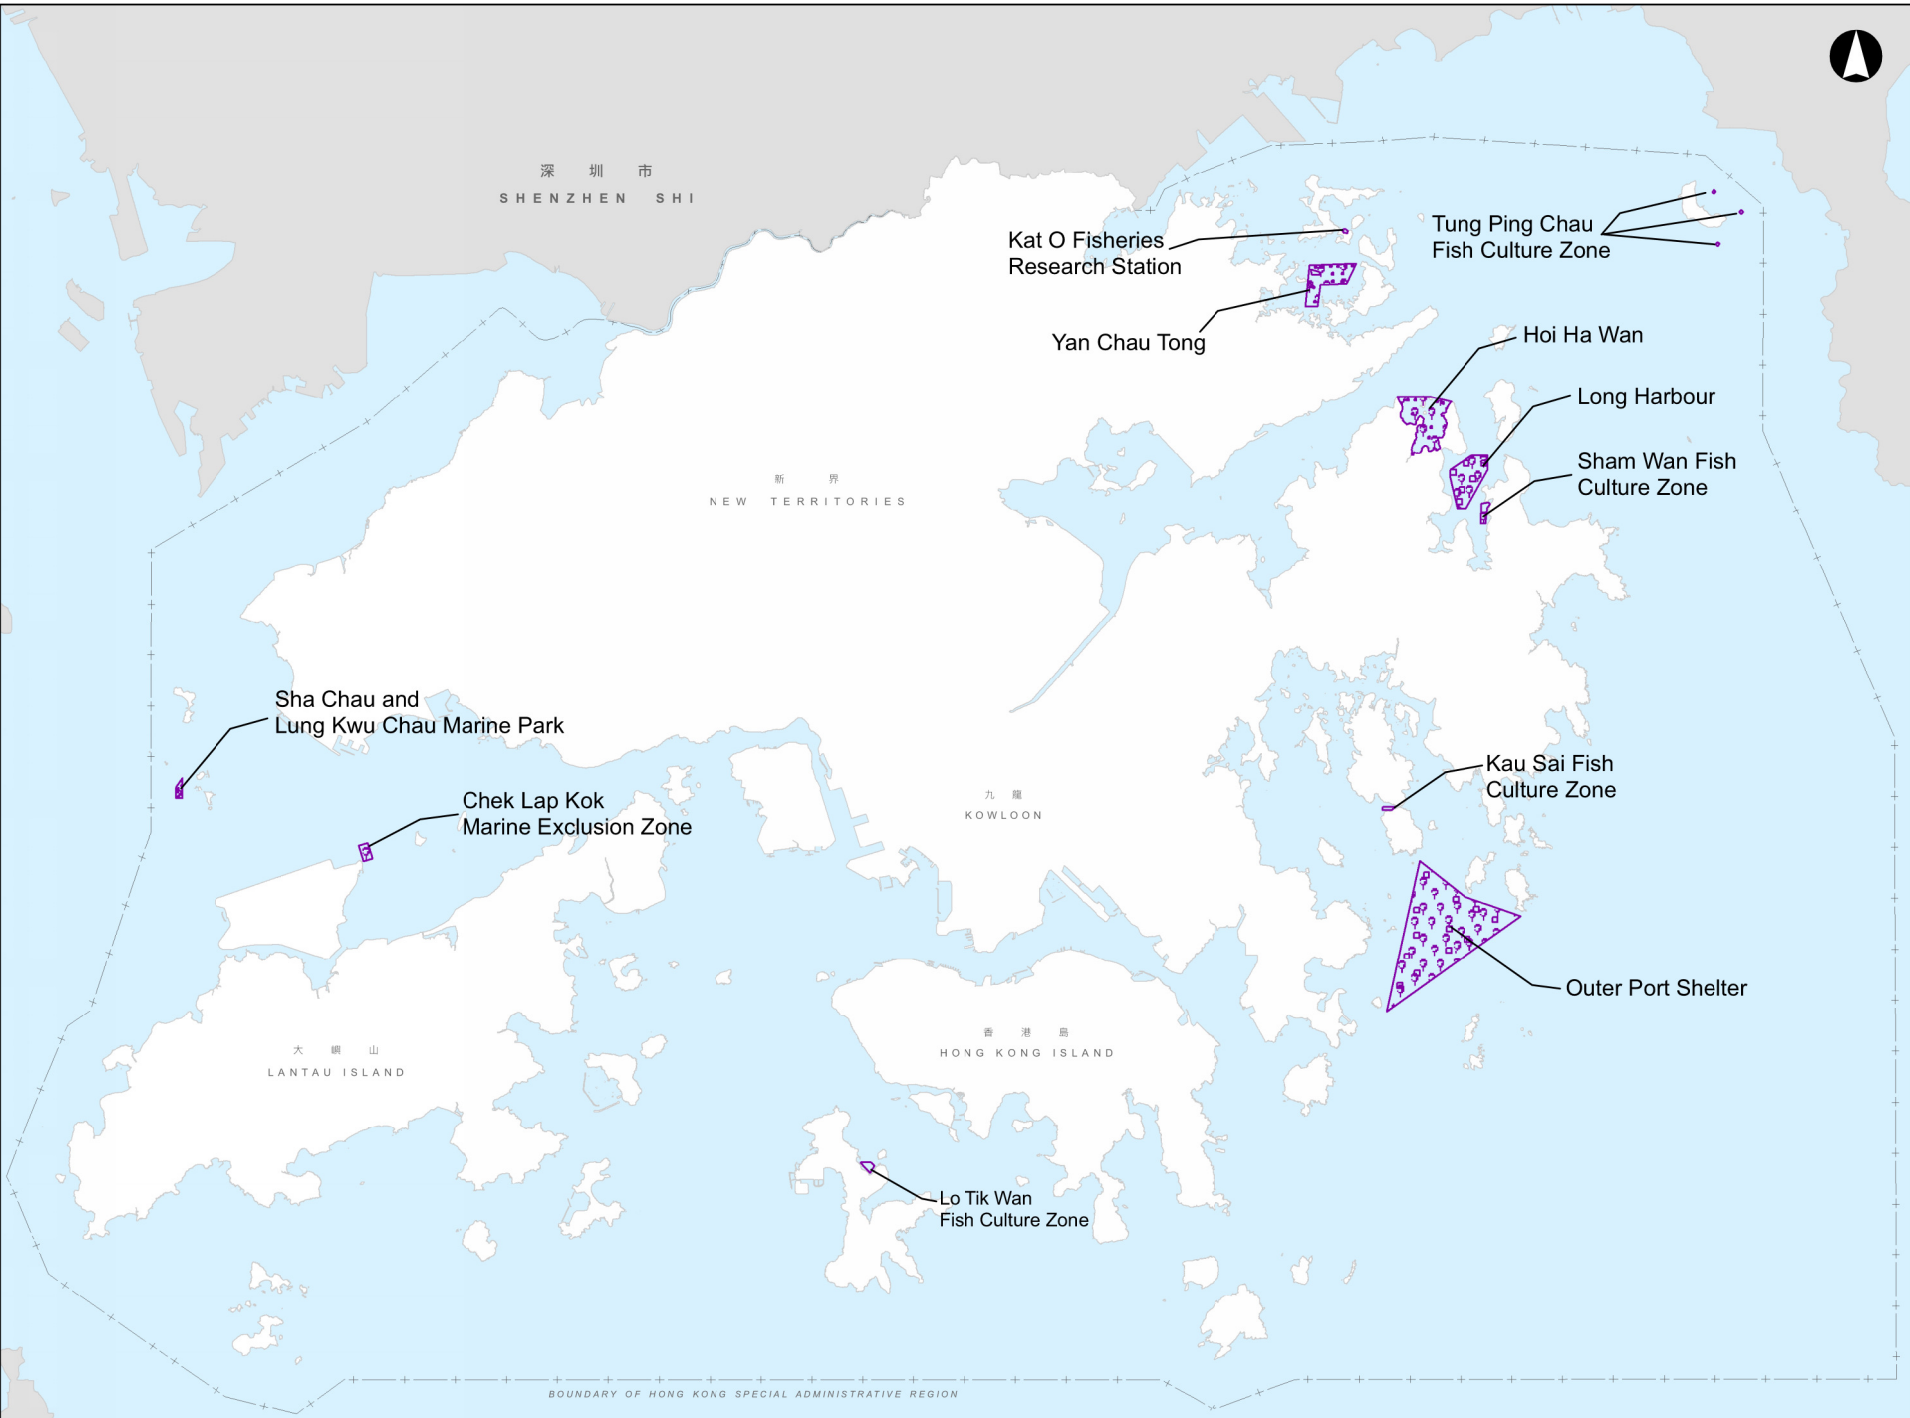 深 圳 市
SHENZHEN SHI
Kat O Fisheries
Research Station
Tung Ping Chau
Fish Culture Zone
Yan Chau Tong
Hoi Ha Wan
Long Harbour
Sham Wan Fish
Culture Zone
新 界
NEW TERRITORIES
Sha Chau and
Lung Kwu Chau Marine Park
Kau Sai Fish
Culture Zone
Chek Lap Kok
Marine Exclusion Zone
九 龍
KOWLOON
Outer Port Shelter
香 港 島
HONG KONG ISLAND
大 嶼 山
LANTAU ISLAND
Lo Tik Wan
Fish Culture Zone
BOUNDARY OF HONG KONG SPECIAL ADMINISTRATIVE REGION